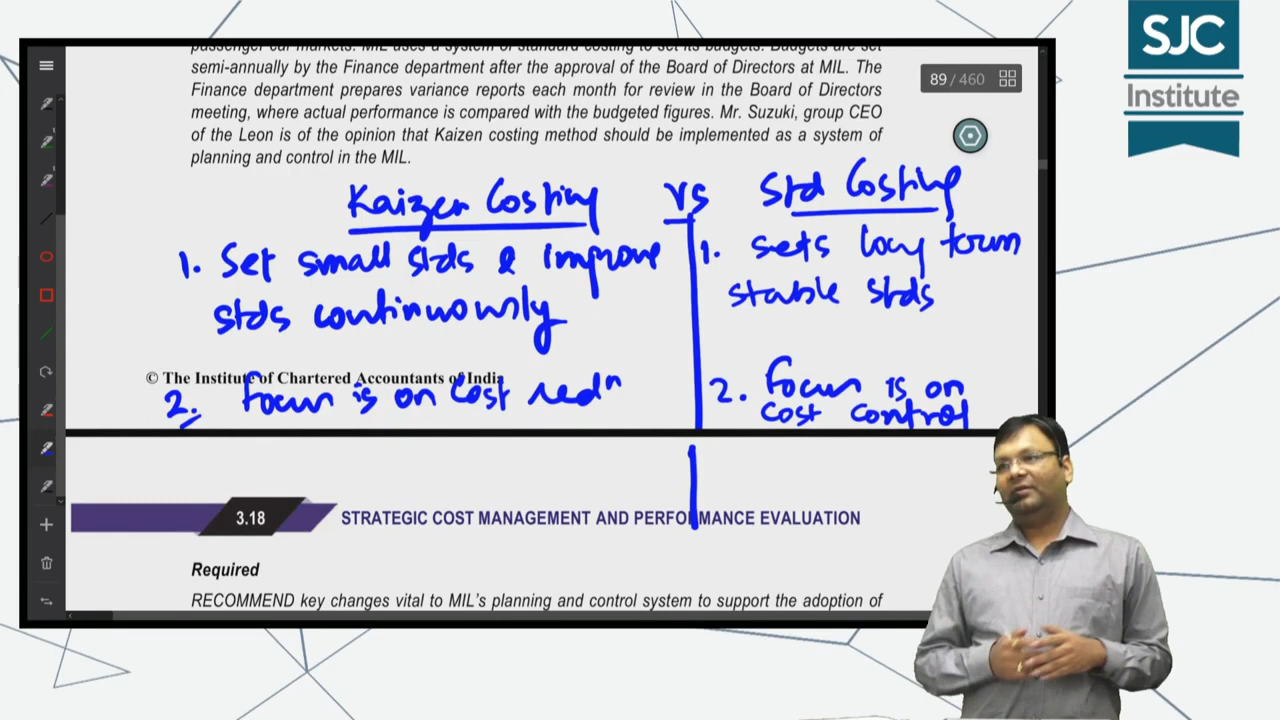 SJC
Institute
89 / 460
passenger car markets. MIL uses a system of standard costing to set its budgets. Budgets are set
semi-annually by the Finance department after the approval of the Board of Directors at MIL. The
Finance department prepares variance reports each month for review in the Board of Directors
meeting, where actual performance is compared with the budgeted figures. Mr. Suzuki, group CEO
of the Leon is of the opinion that Kaizen costing method should be implemented as a system of
planning and control in the MIL.
Kaizen Costing vs Std Costing
1. Set small stds & improve
stds continuously
1. sets long term
stable stds
© The Institute of Chartered Accountants of India
2. Focus is on cost redn
2. Focus is on
cost control
3.18 STRATEGIC COST MANAGEMENT AND PERFORMANCE EVALUATION
Required
RECOMMEND key changes vital to MIL's planning and control system to support the adoption of